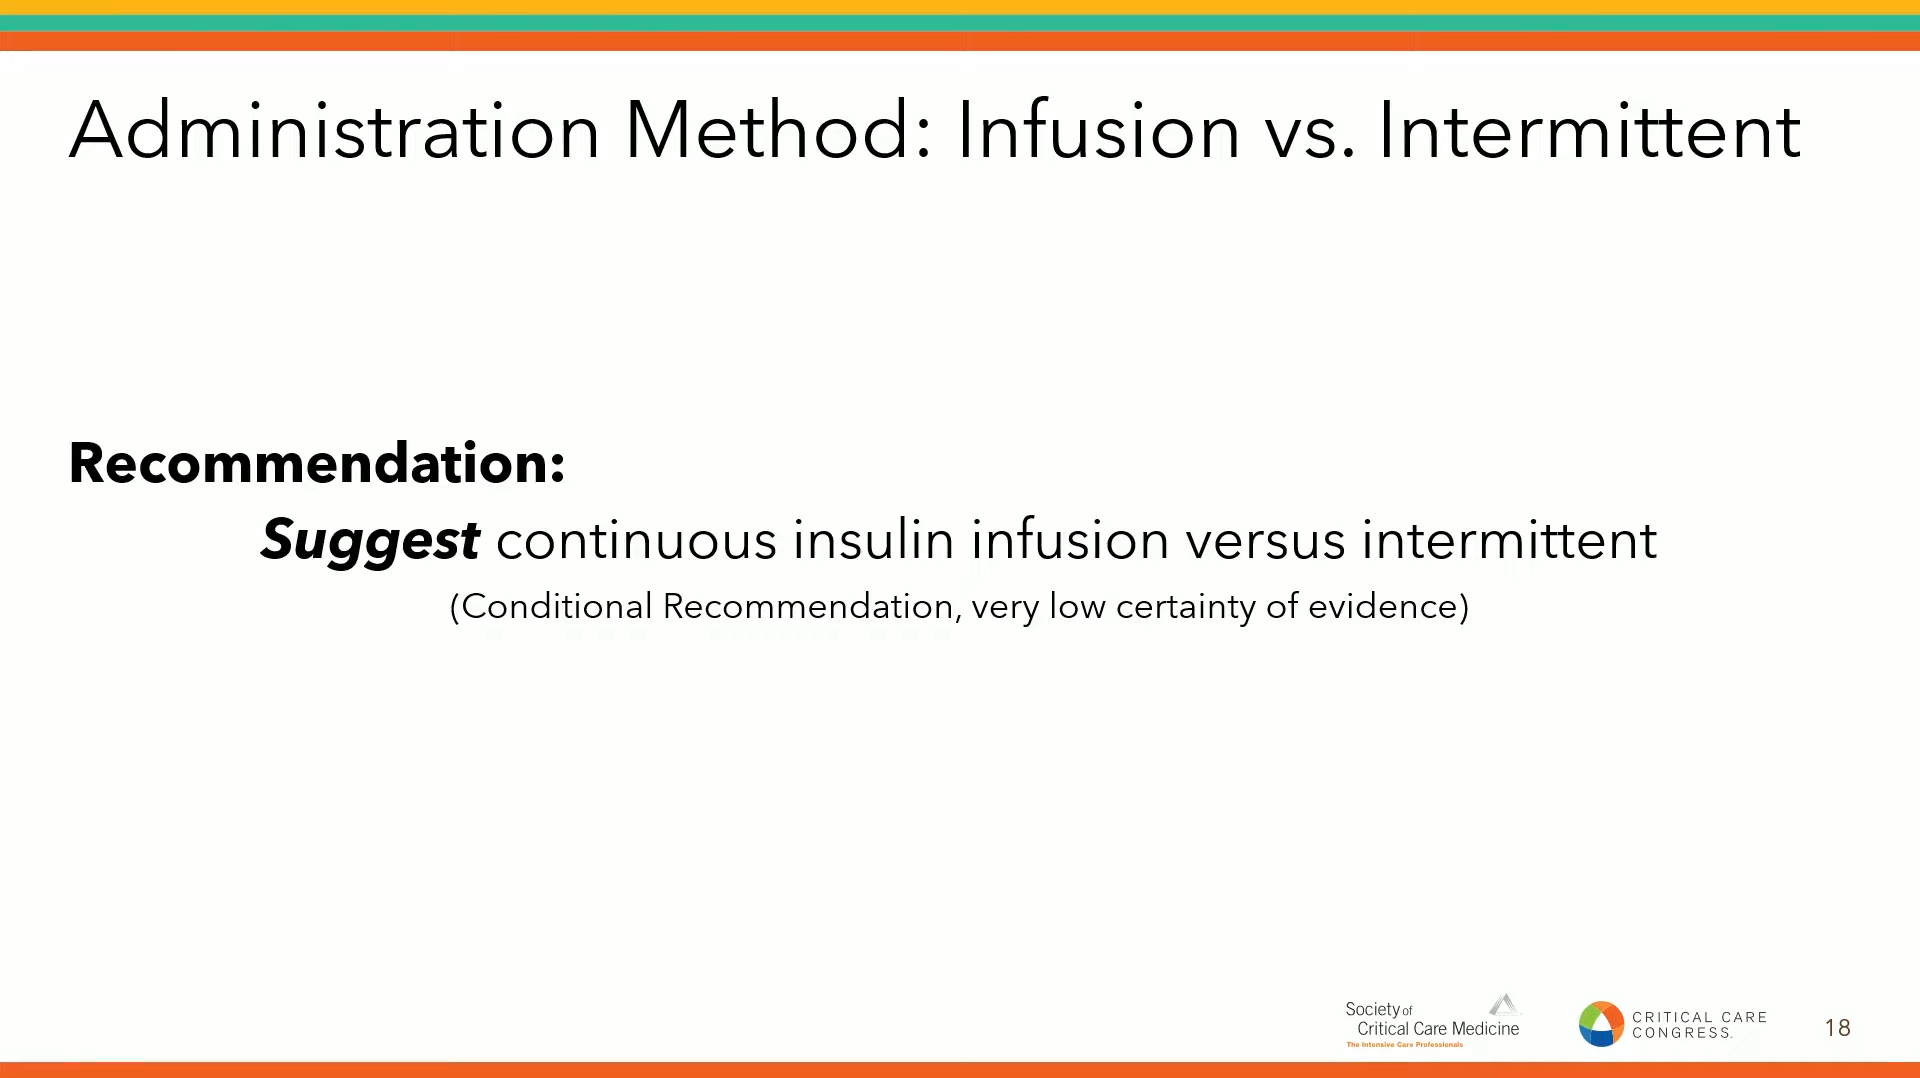 Administration Method: Infusion vs. Intermittent
Recommendation:
Suggest continuous insulin infusion versus intermittent
(Conditional Recommendation, very low certainty of evidence)
Society of
Critical Care Medicine
The Intensive Care Professionals
CRITICAL CARE
CONGRESS.
18